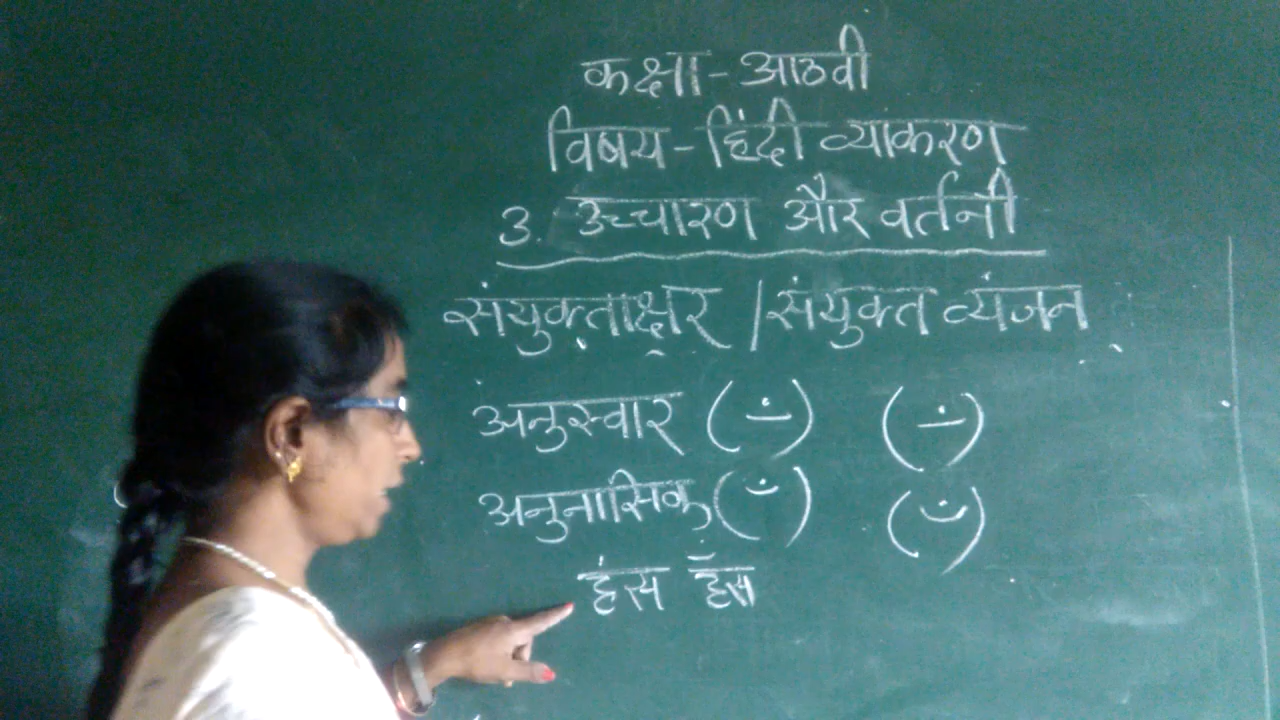 कक्षा - आठवी
विषय - हिंदी व्याकरण
3. उच्चारण और वर्तनी
संयुक्ताक्षर / संयुक्त व्यंजन
अनुस्वार ( ं ) ( ं )
अनुनासिक ( ँ ) ( ँ )
हंस हँस